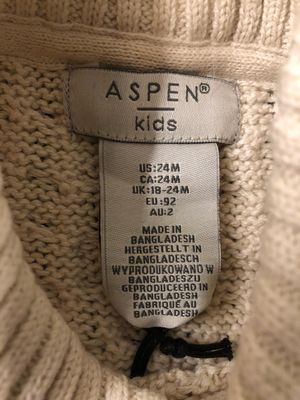 ASPEN®
kids
US:24M
CA:24M
UK:18-24M
EU:92
AU:2
MADE IN
BANGLADESH
HERGESTELLT IN
BANGLADESCH
WYPRODUKOWANO W
BANGLADESZU
GEPRODUCEERD IN
BANGLADESH
FABRIQUÉ AU
BANGLADESH